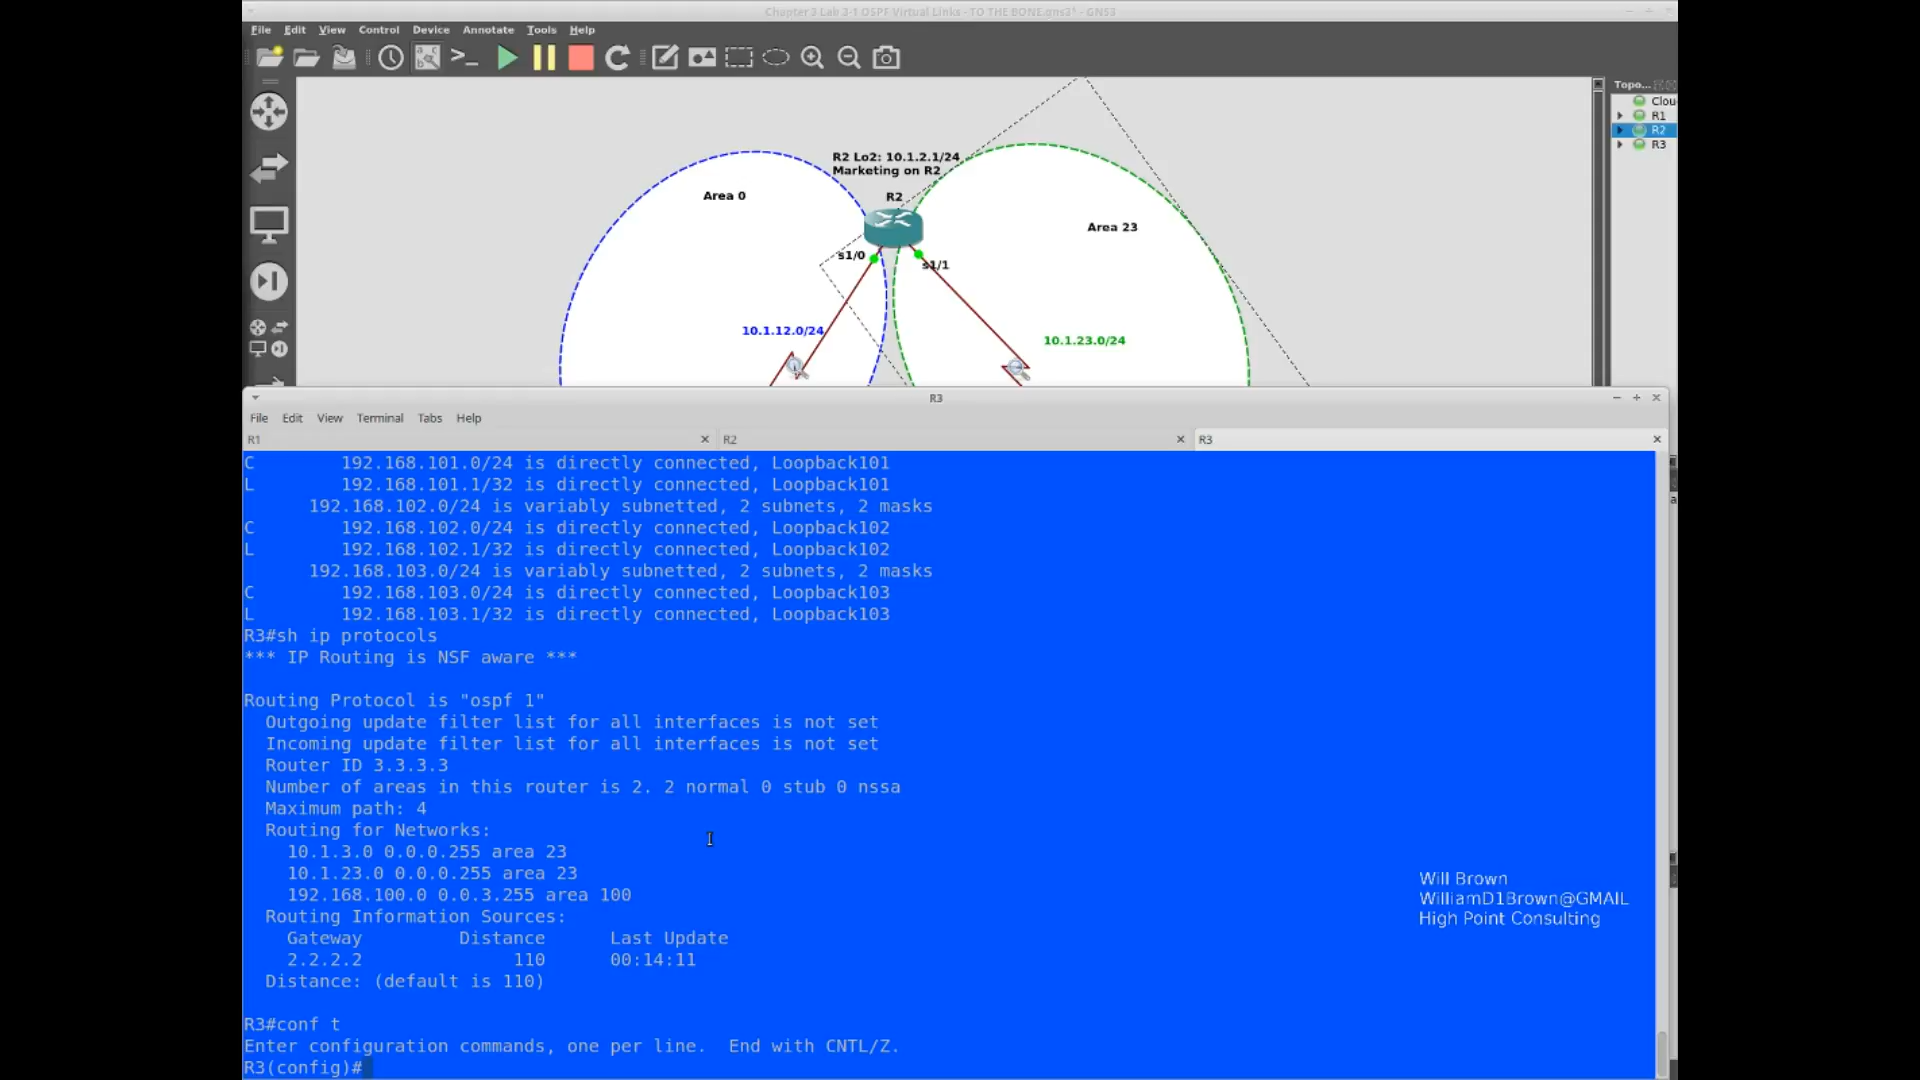 Chapter 3 Lab 3-1 OSPF Virtual Links - TO THE BONE.gns3* - GNS3
File Edit View Control Device Annotate Tools Help
Topo...
Clou
R1
R2
R3
R2 Lo2: 10.1.2.1/24
Marketing on R2
Area 0
R2
Area 23
s1/0
s1/1
10.1.12.0/24
10.1.23.0/24
R3
File Edit View Terminal Tabs Help
R1 R2 R3
C        192.168.101.0/24 is directly connected, Loopback101
L        192.168.101.1/32 is directly connected, Loopback101
      192.168.102.0/24 is variably subnetted, 2 subnets, 2 masks
C        192.168.102.0/24 is directly connected, Loopback102
L        192.168.102.1/32 is directly connected, Loopback102
      192.168.103.0/24 is variably subnetted, 2 subnets, 2 masks
C        192.168.103.0/24 is directly connected, Loopback103
L        192.168.103.1/32 is directly connected, Loopback103
R3#sh ip protocols
*** IP Routing is NSF aware ***
Routing Protocol is "ospf 1"
  Outgoing update filter list for all interfaces is not set
  Incoming update filter list for all interfaces is not set
  Router ID 3.3.3.3
  Number of areas in this router is 2. 2 normal 0 stub 0 nssa
  Maximum path: 4
  Routing for Networks:
    10.1.3.0 0.0.0.255 area 23
    10.1.23.0 0.0.0.255 area 23
    192.168.100.0 0.0.3.255 area 100
  Routing Information Sources:
    Gateway         Distance      Last Update
    2.2.2.2              110      00:14:11
  Distance: (default is 110)
R3#conf t
Enter configuration commands, one per line.  End with CNTL/Z.
R3(config)#
Will Brown
WilliamD1Brown@GMAIL
High Point Consulting